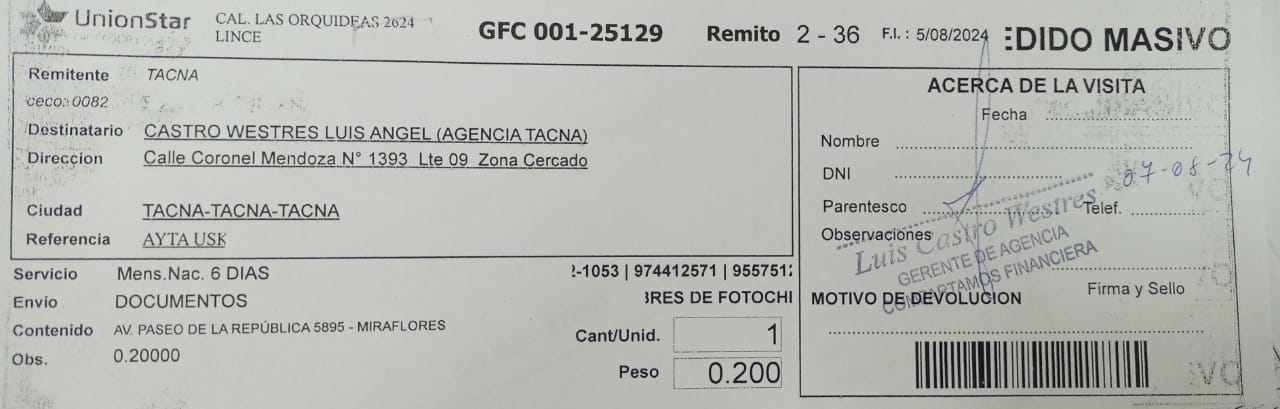 UnionStar
CAL. LAS ORQUIDEAS 2624
LINCE
GFC 001-25129
Remito 2 - 36 F.I.: 5/08/2024
EDIDO MASIVO
Remitente TACNA
ceco: 0082
Destinatario CASTRO WESTRES LUIS ANGEL (AGENCIA TACNA)
Direccion Calle Coronel Mendoza N° 1393 Lte 09 Zona Cercado
Ciudad TACNA-TACNA-TACNA
Referencia AYTA USK
Servicio Mens.Nac. 6 DIAS
2-1053 | 974412571 | 9557512
Envio DOCUMENTOS
RES DE FOTOCHI
Contenido AV. PASEO DE LA REPÚBLICA 5895 - MIRAFLORES
Obs. 0.20000
Cant/Unid. 1
Peso 0.200
ACERCA DE LA VISITA
Fecha
Nombre
DNI
07-08-24
Parentesco
Telef.
Observaciones
Luis Castro Westres
GERENTE DE AGENCIA
COMPARTAMOS FINANCIERA
Firma y Sello
MOTIVO DE DEVOLUCION